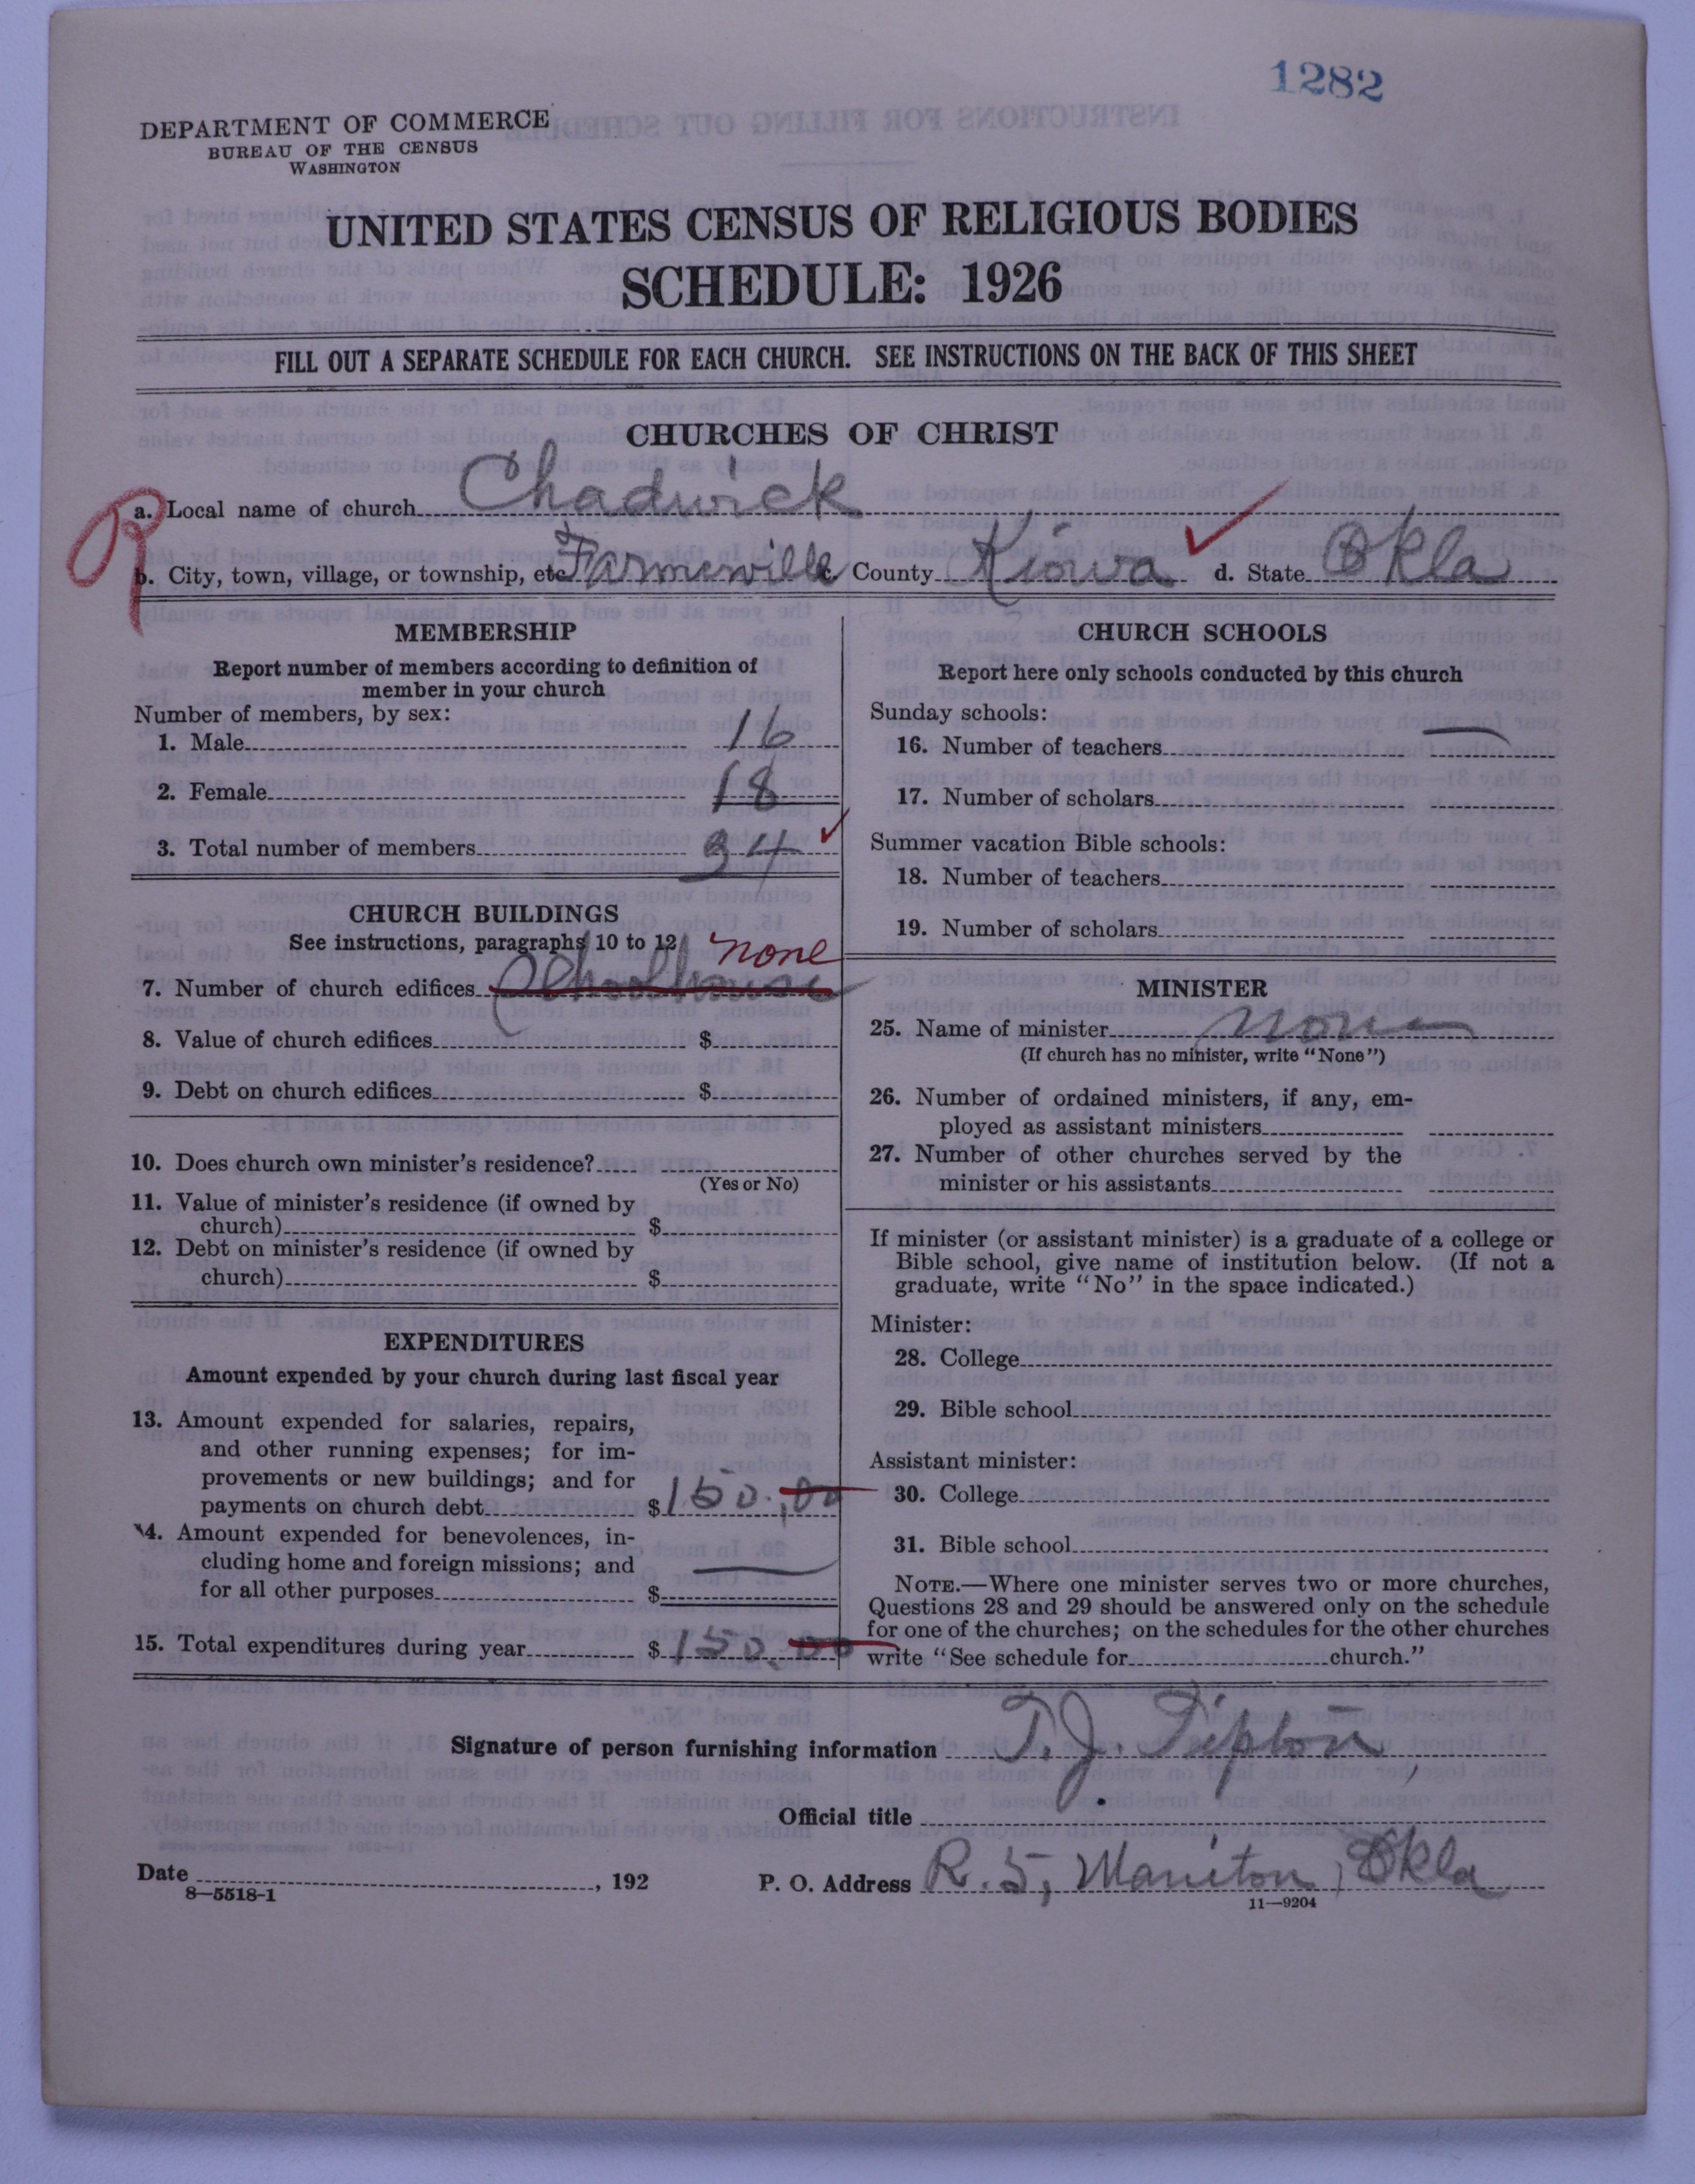 1282
DEPARTMENT OF COMMERCE
BUREAU OF THE CENSUS
WASHINGTON
UNITED STATES CENSUS OF RELIGIOUS BODIES
SCHEDULE: 1926
FILL OUT A SEPARATE SCHEDULE FOR EACH CHURCH. SEE INSTRUCTIONS ON THE BACK OF THIS SHEET
CHURCHES OF CHRIST
R
a. Local name of church Chadwick
b. City, town, village, or township, etc. Farmerville c. County Kiowa d. State Okla
MEMBERSHIP
Report number of members according to definition of
member in your church
Number of members, by sex:
1. Male 16
2. Female 18
3. Total number of members 34
CHURCH BUILDINGS
See instructions, paragraphs 10 to 12
none
7. Number of church edifices Schoolhouse
8. Value of church edifices $
9. Debt on church edifices $
10. Does church own minister's residence?
(Yes or No)
11. Value of minister's residence (if owned by
church) $
12. Debt on minister's residence (if owned by
church) $
EXPENDITURES
Amount expended by your church during last fiscal year
13. Amount expended for salaries, repairs,
and other running expenses; for im-
provements or new buildings; and for
payments on church debt $150.00
14. Amount expended for benevolences, in-
cluding home and foreign missions; and
for all other purposes $
15. Total expenditures during year $150.00
CHURCH SCHOOLS
Report here only schools conducted by this church
Sunday schools:
16. Number of teachers
17. Number of scholars
Summer vacation Bible schools:
18. Number of teachers
19. Number of scholars
MINISTER
25. Name of minister none
(If church has no minister, write "None")
26. Number of ordained ministers, if any, em-
ployed as assistant ministers
27. Number of other churches served by the
minister or his assistants
If minister (or assistant minister) is a graduate of a college or
Bible school, give name of institution below. (If not a
graduate, write "No" in the space indicated.)
Minister:
28. College
29. Bible school
Assistant minister:
30. College
31. Bible school
NOTE.—Where one minister serves two or more churches,
Questions 28 and 29 should be answered only on the schedule
for one of the churches; on the schedules for the other churches
write "See schedule for church."
Signature of person furnishing information T. J. Tipton,
Official title
Date , 192 P. O. Address R. 5, Maniton, Okla
8—5518-1
11—9204